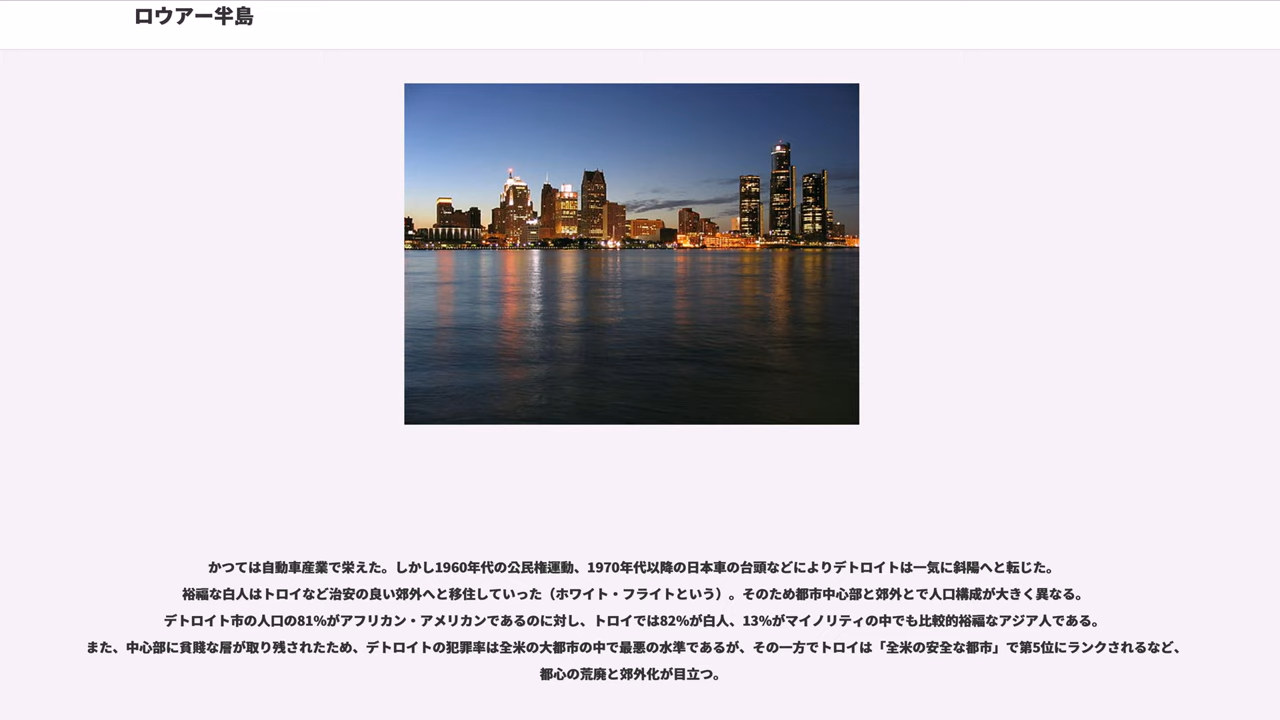 ロウアー半島
かつては自動車産業で栄えた。しかし1960年代の公民権運動、1970年代以降の日本車の台頭などによりデトロイトは一気に斜陽へと転じた。
裕福な白人はトロイなど治安の良い郊外へと移住していった（ホワイト・フライトという）。そのため都市中心部と郊外とで人口構成が大きく異なる。
デトロイト市の人口の81%がアフリカン・アメリカンであるのに対し、トロイでは82%が白人、13%がマイノリティの中でも比較的裕福なアジア人である。
また、中心部に貧賤な層が取り残されたため、デトロイトの犯罪率は全米の大都市の中で最悪の水準であるが、その一方でトロイは「全米の安全な都市」で第5位にランクされるなど、
都心の荒廃と郊外化が目立つ。